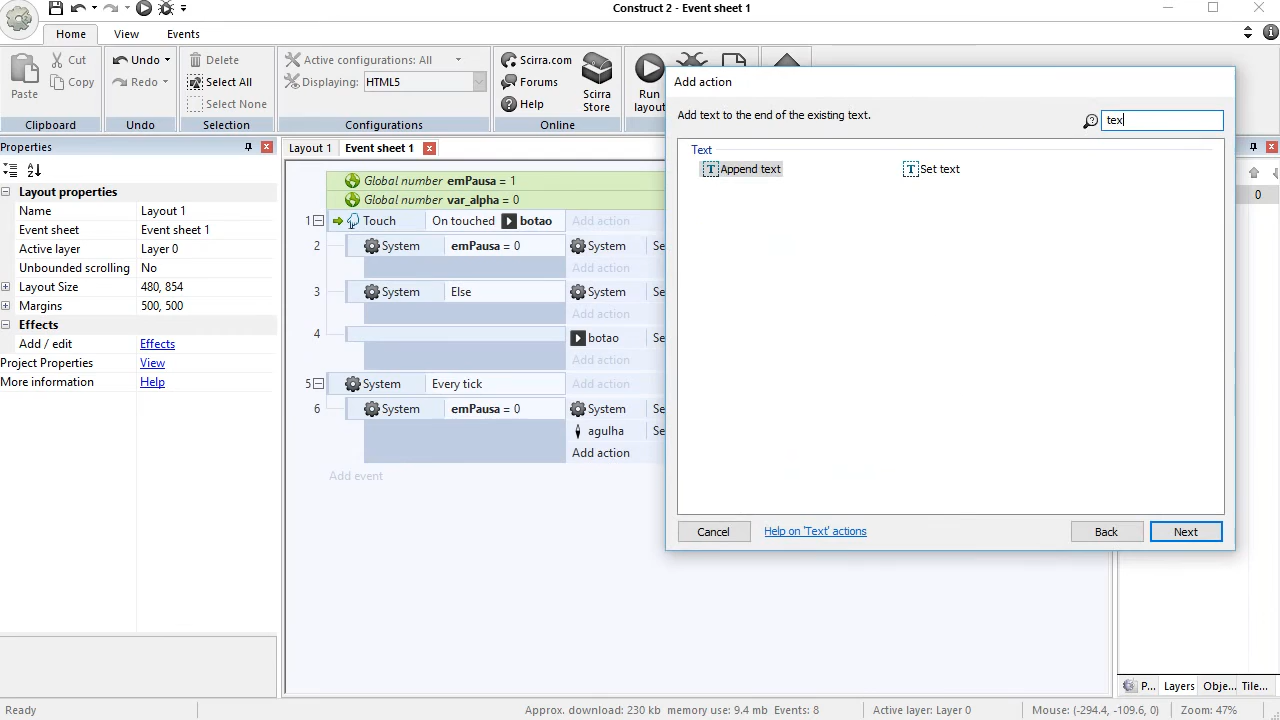 Construct 2 - Event sheet 1
Home View Events
Paste
Cut
Copy
Clipboard
Undo
Redo
Undo
Delete
Select All
Select None
Selection
Active configurations: All
Displaying: HTML5
Configurations
Scirra.com
Forums
Help
Scirra Store
Online
Run layout
Properties
Layout properties
Name Layout 1
Event sheet Event sheet 1
Active layer Layer 0
Unbounded scrolling No
Layout Size 480, 854
Margins 500, 500
Effects
Add / edit Effects
Project Properties View
More information Help
Layout 1 Event sheet 1
Global number emPausa = 1
Global number var_alpha = 0
1 Touch On touched botao Add action
2 System emPausa = 0 System Se
Add action
3 System Else System Se
Add action
4 botao Se
Add action
5 System Every tick Add action
6 System emPausa = 0 System Se
agulha Se
Add action
Add event
Add action
Add text to the end of the existing text.
tex
Text
Append text Set text
Cancel Help on 'Text' actions Back Next
0
P... Layers Obje... Tile...
Ready Approx. download: 230 kb memory use: 9.4 mb Events: 8 Active layer: Layer 0 Mouse: (-294.4, -109.6, 0) Zoom: 47%